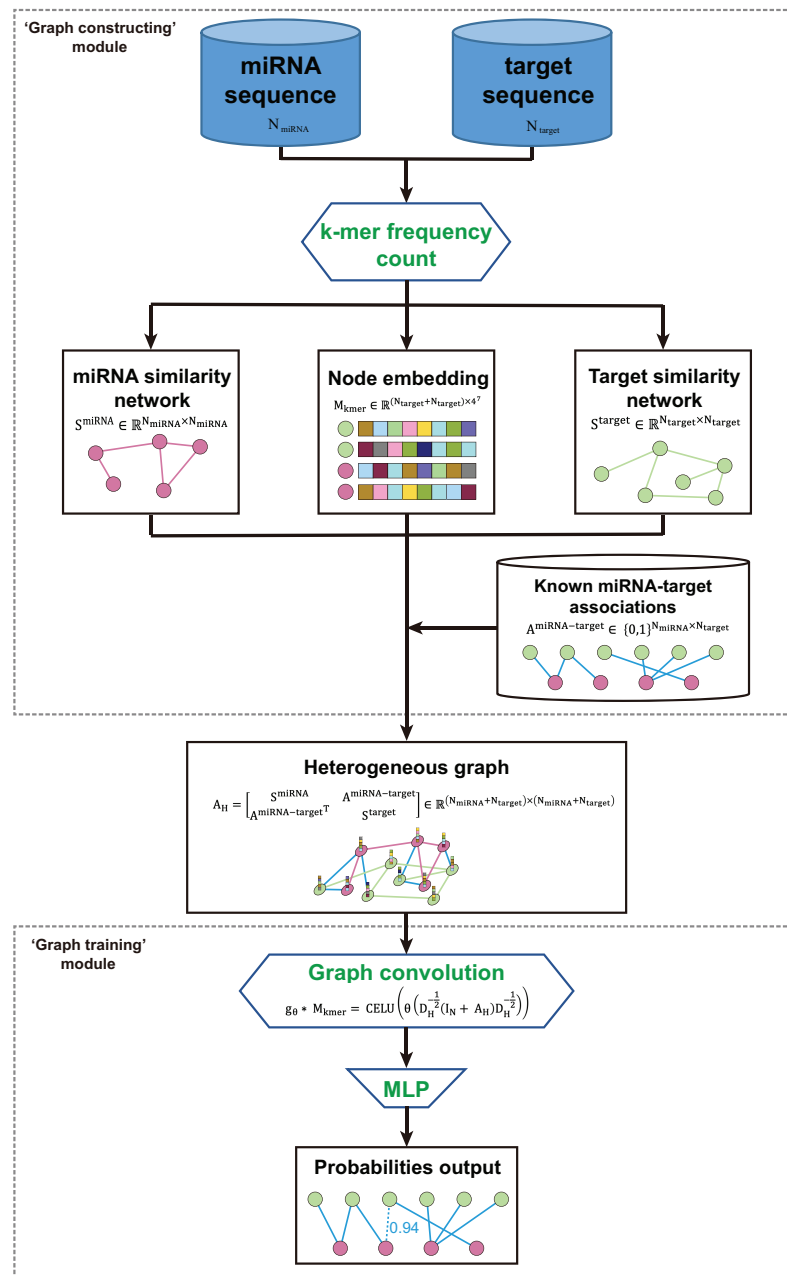 ‘Graph constructing’
module
miRNA
sequence
N_miRNA
target
sequence
N_target
k-mer frequency
count
miRNA similarity
network
S^miRNA ∈ ℝ^(N_miRNA×N_miRNA)
Node embedding
M_kmer ∈ ℝ^((N_target+N_target)×4^7)
Target similarity
network
S^target ∈ ℝ^(N_target×N_target)
Known miRNA-target
associations
A^(miRNA−target) ∈ {0,1}^(N_miRNA×N_target)
Heterogeneous graph
A_H = [S^miRNA A^(miRNA−target)
A^(miRNA−target^T) S^target] ∈ ℝ^((N_miRNA+N_target)×(N_miRNA+N_target))
‘Graph training’
module
Graph convolution
g_θ * M_kmer = CELU(θ(D_H^(-1/2)(I_N + A_H)D_H^(-1/2)))
MLP
Probabilities output
0.94